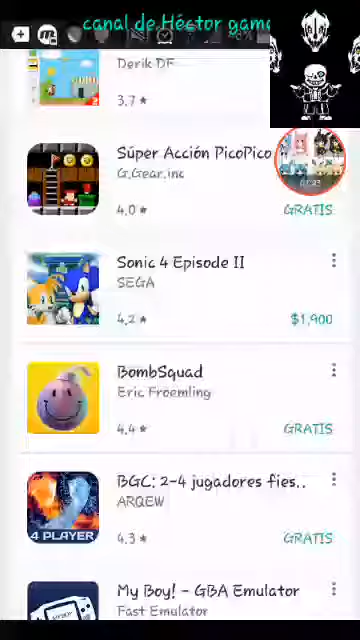 canal de Héctor game
Derik DF
3.7 ★
Súper Acción PicoPico
G.Gear.inc
4.0 ★
GRATIS
Sonic 4 Episode II
SEGA
4.2 ★
$1,900
BombSquad
Eric Froemling
4.4 ★
GRATIS
BGC: 2-4 jugadores fies..
ARQEW
4 PLAYER
4.3 ★
GRATIS
My Boy! - GBA Emulator
Fast Emulator